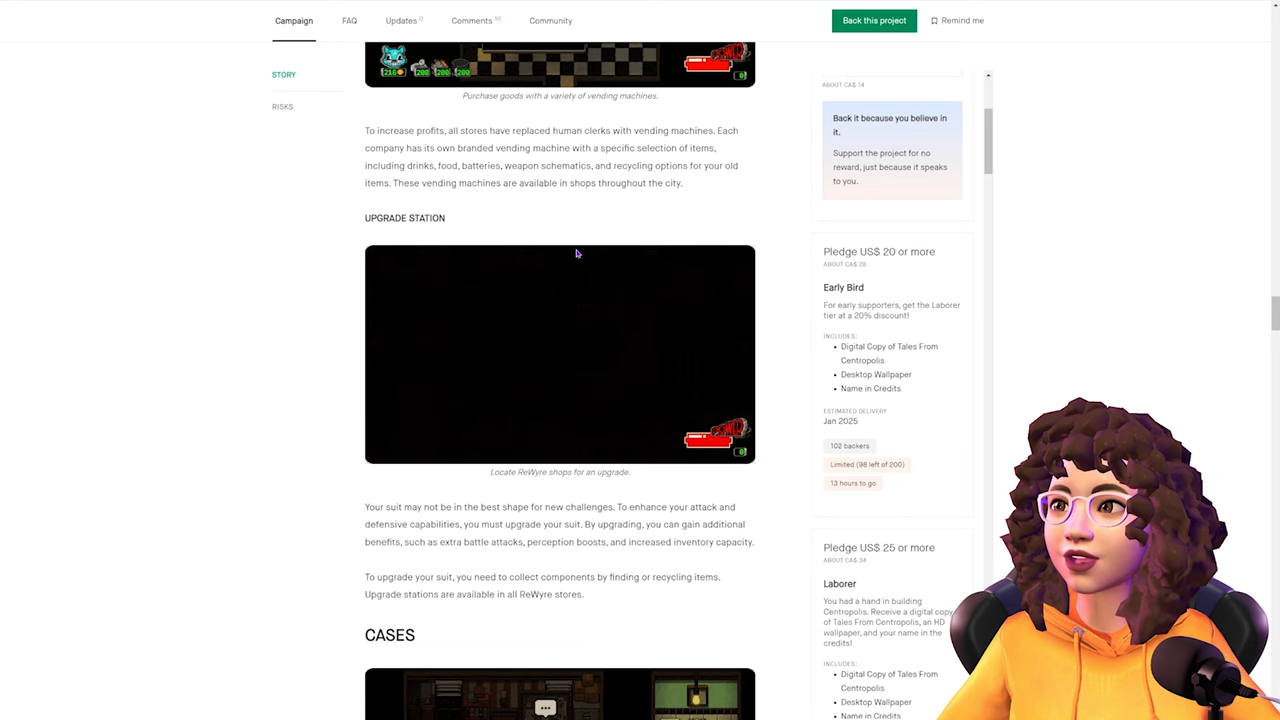 Campaign
FAQ
Updates 0
Comments 10
Community
Back this project
Remind me
STORY
RISKS
216
200
200
200
0
Purchase goods with a variety of vending machines.
To increase profits, all stores have replaced human clerks with vending machines. Each
company has its own branded vending machine with a specific selection of items,
including drinks, food, batteries, weapon schematics, and recycling options for your old
items. These vending machines are available in shops throughout the city.
UPGRADE STATION
0
Locate ReWyre shops for an upgrade.
Your suit may not be in the best shape for new challenges. To enhance your attack and
defensive capabilities, you must upgrade your suit. By upgrading, you can gain additional
benefits, such as extra battle attacks, perception boosts, and increased inventory capacity.
To upgrade your suit, you need to collect components by finding or recycling items.
Upgrade stations are available in all ReWyre stores.
CASES
ABOUT CA$ 14
Back it because you believe in
it.
Support the project for no
reward, just because it speaks
to you.
Pledge US$ 20 or more
ABOUT CA$ 28
Early Bird
For early supporters, get the Laborer
tier at a 20% discount!
INCLUDES:
• Digital Copy of Tales From
Centropolis
• Desktop Wallpaper
• Name in Credits
ESTIMATED DELIVERY
Jan 2025
102 backers
Limited (98 left of 200)
13 hours to go
Pledge US$ 25 or more
ABOUT CA$ 34
Laborer
You had a hand in building
Centropolis. Receive a digital copy
of Tales From Centropolis, an HD
wallpaper, and your name in the
credits!
INCLUDES:
• Digital Copy of Tales From
Centropolis
• Desktop Wallpaper
• Name in Credits